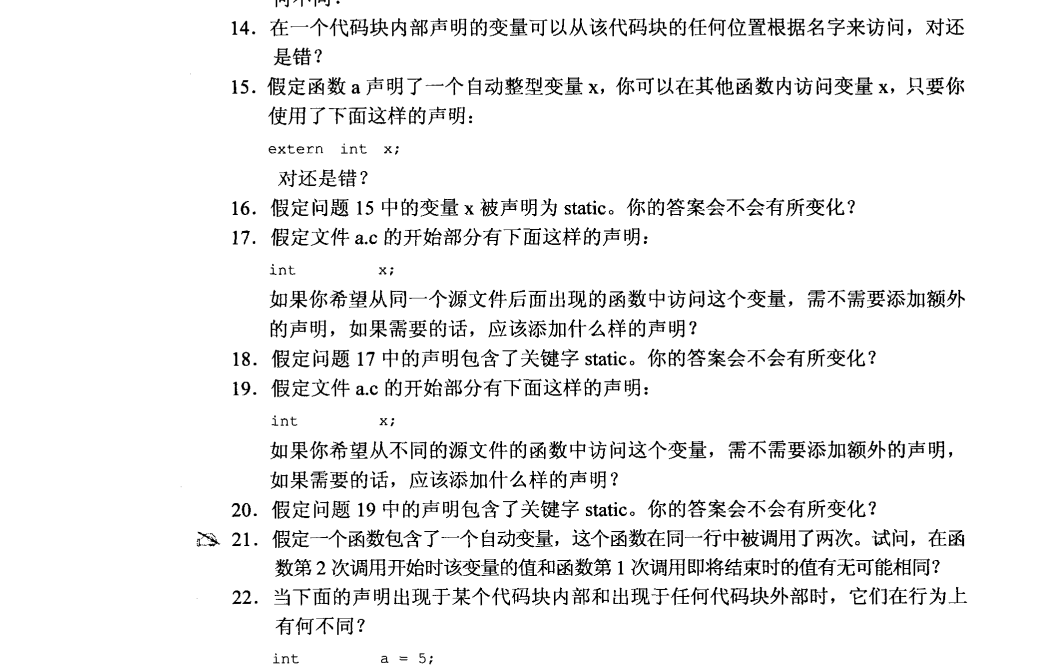 14．在一个代码块内部声明的变量可以从该代码块的任何位置根据名字来访问，对还
是错？
15．假定函数 a 声明了一个自动整型变量 x，你可以在其他函数内访问变量 x，只要你
使用了下面这样的声明：
extern int x;
对还是错？
16．假定问题 15 中的变量 x 被声明为 static。你的答案会不会有所变化？
17．假定文件 a.c 的开始部分有下面这样的声明：
int x;
如果你希望从同一个源文件后面出现的函数中访问这个变量，需不需要添加额外
的声明，如果需要的话，应该添加什么样的声明？
18．假定问题 17 中的声明包含了关键字 static。你的答案会不会有所变化？
19．假定文件 a.c 的开始部分有下面这样的声明：
int x;
如果你希望从不同的源文件的函数中访问这个变量，需不需要添加额外的声明，
如果需要的话，应该添加什么样的声明？
20．假定问题 19 中的声明包含了关键字 static。你的答案会不会有所变化？
21．假定一个函数包含了一个自动变量，这个函数在同一行中被调用了两次。试问，在函
数第 2 次调用开始时该变量的值和函数第 1 次调用即将结束时的值有无可能相同？
22．当下面的声明出现于某个代码块内部和出现于任何代码块外部时，它们在行为上
有何不同？
int a = 5;